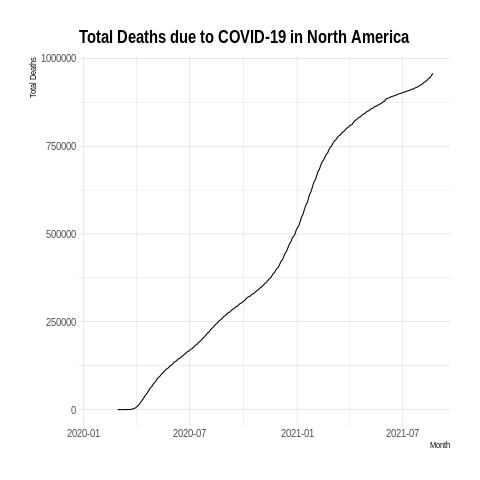 Total Deaths due to COVID-19 in North America
Total Deaths
1000000
750000
500000
250000
0
2020-01 2020-07 2021-01 2021-07
Month